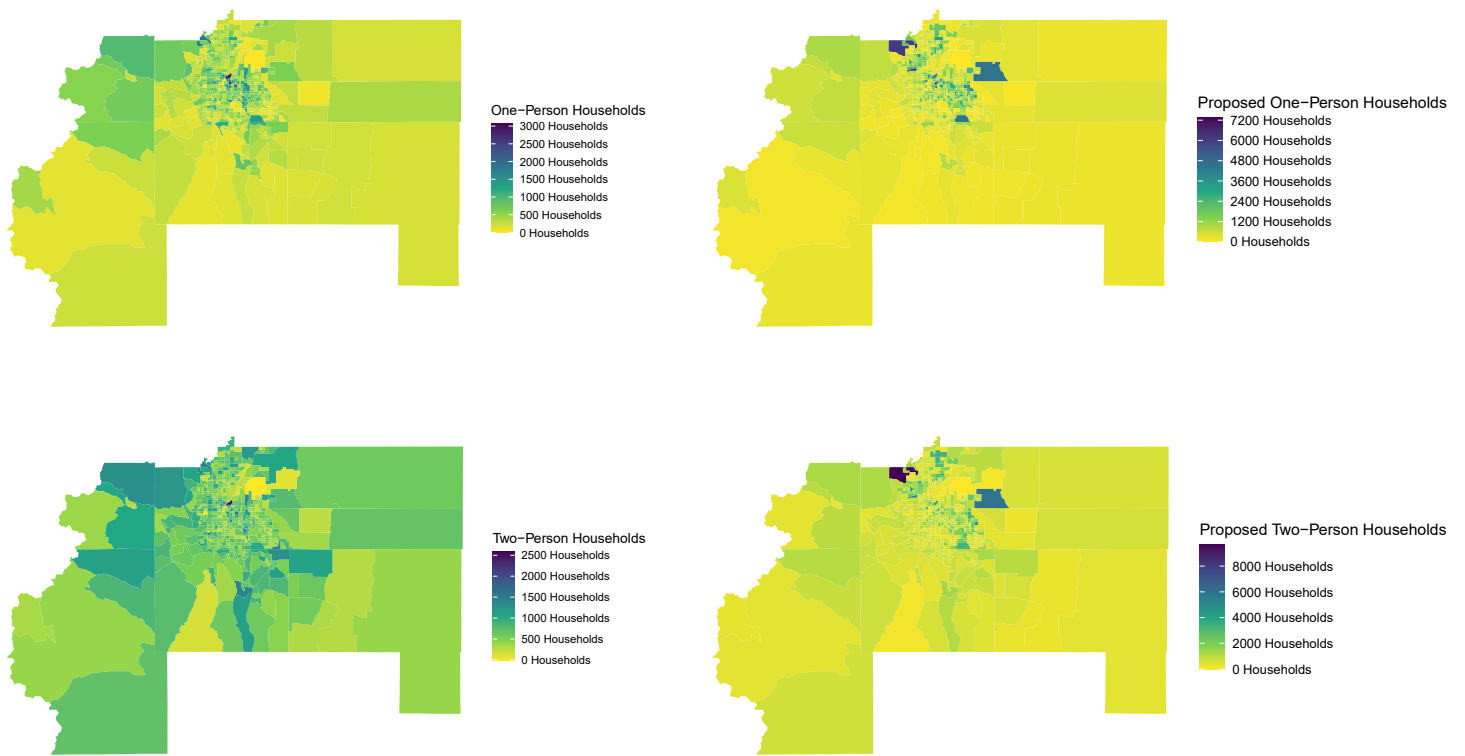 One−Person Households
3000 Households
2500 Households
2000 Households
1500 Households
1000 Households
500 Households
0 Households
Proposed One−Person Households
7200 Households
6000 Households
4800 Households
3600 Households
2400 Households
1200 Households
0 Households
Two−Person Households
2500 Households
2000 Households
1500 Households
1000 Households
500 Households
0 Households
Proposed Two−Person Households
8000 Households
6000 Households
4000 Households
2000 Households
0 Households